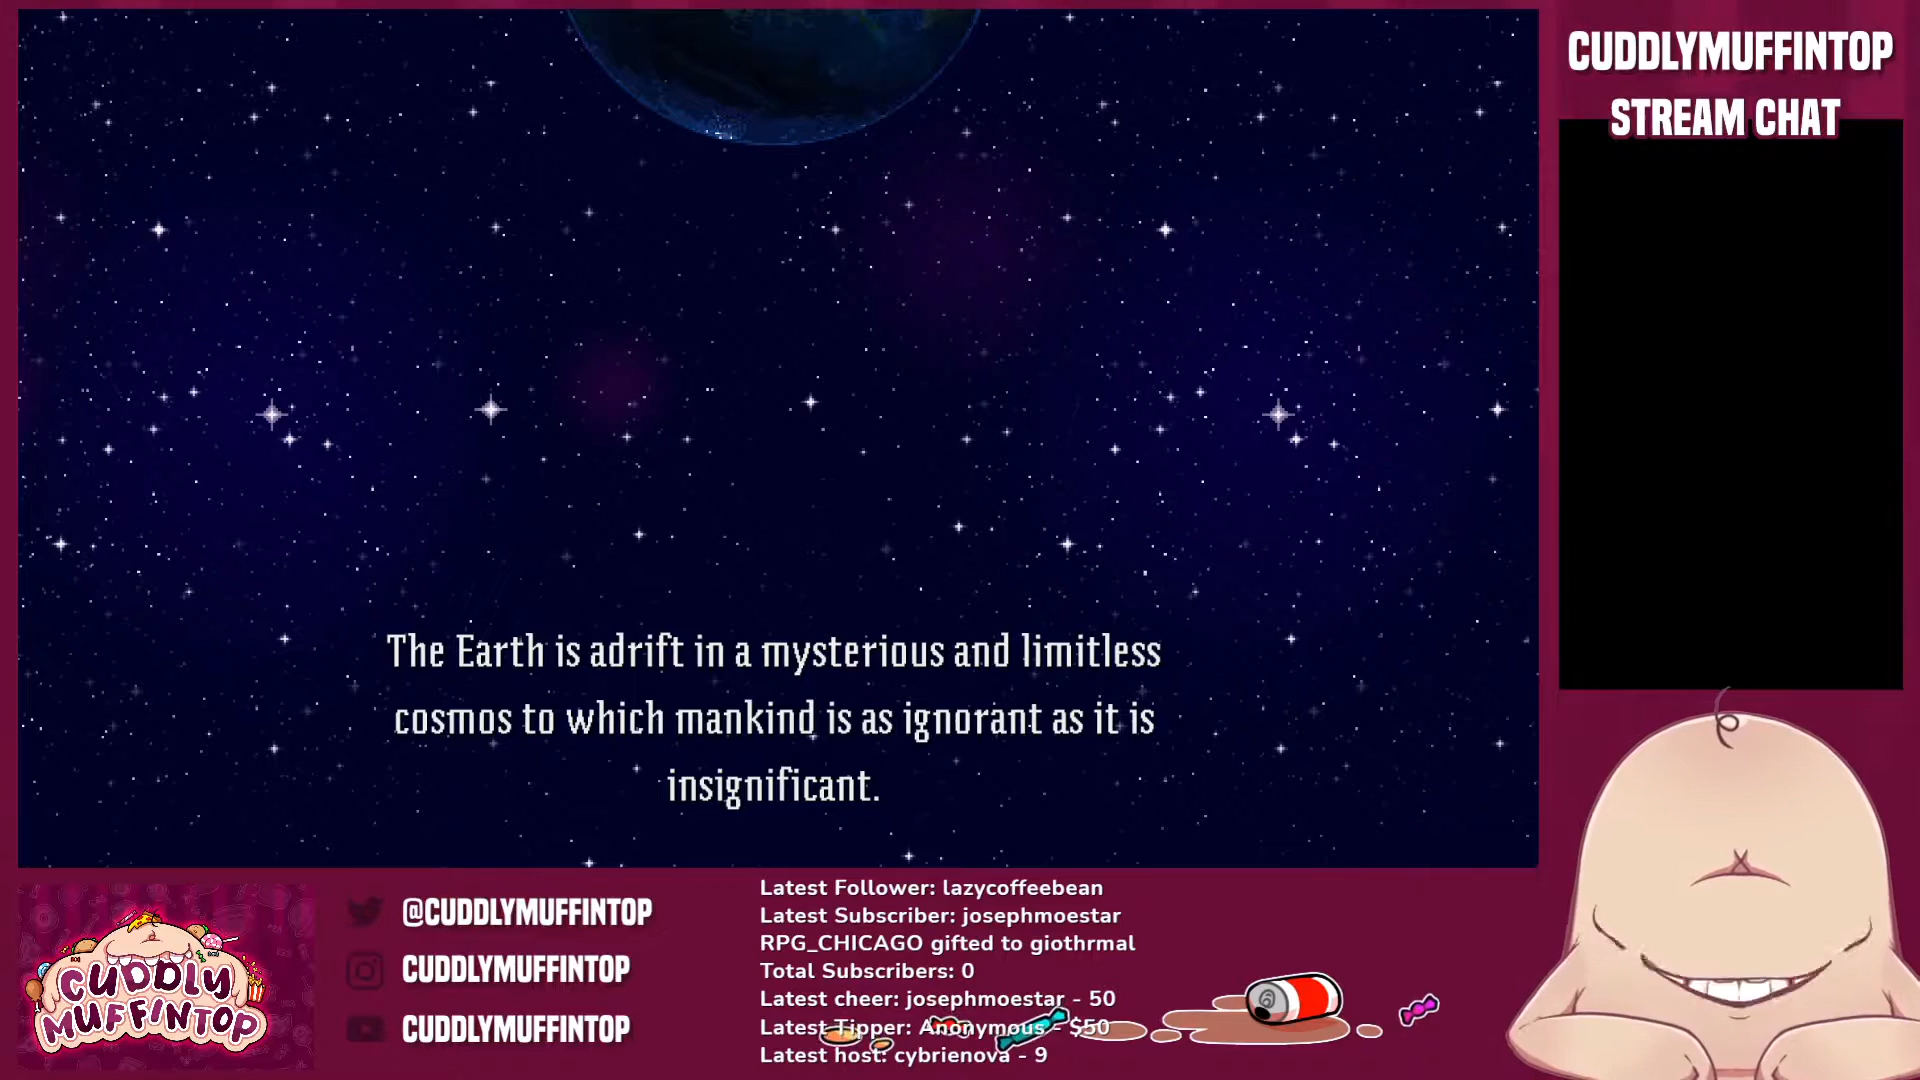 CUDDLYMUFFINTOP
STREAM CHAT
The Earth is adrift in a mysterious and limitless
cosmos to which mankind is as ignorant as it is
insignificant.
CUDDLY
MUFFINTOP
@CUDDLYMUFFINTOP
CUDDLYMUFFINTOP
CUDDLYMUFFINTOP
Latest Follower: lazycoffeebean
Latest Subscriber: josephmoestar
RPG_CHICAGO gifted to giothrmal
Total Subscribers: 0
Latest cheer: josephmoestar - 50
Latest Tipper: Anonymous - $50
Latest host: cybrienova - 9